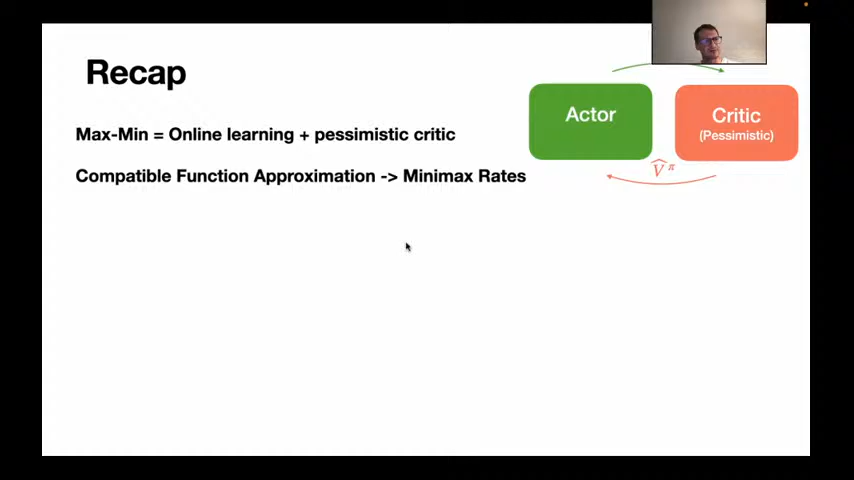 Recap
Actor
Critic
(Pessimistic)
Max-Min = Online learning + pessimistic critic
Compatible Function Approximation -> Minimax Rates
V̂^π